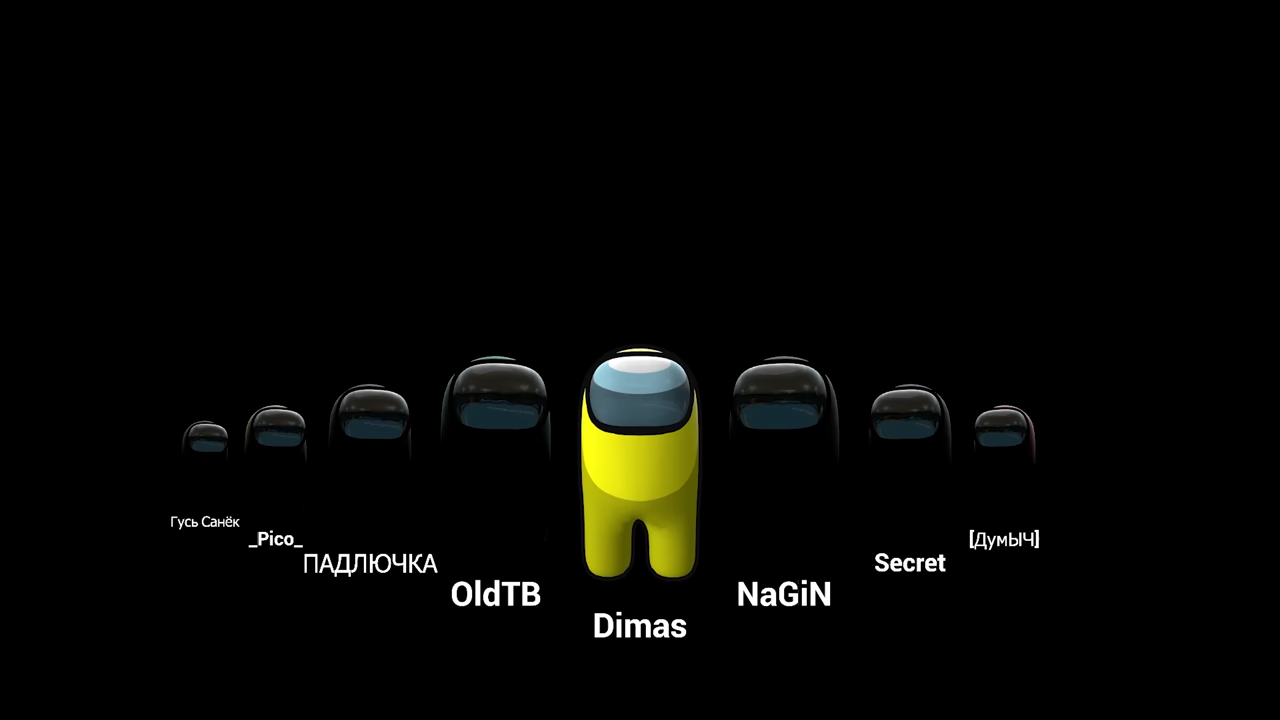 Гусь Санёк
_Pico_
ПАДЛЮЧКА
OldTB
Dimas
NaGiN
Secret
[ДумЫЧ]